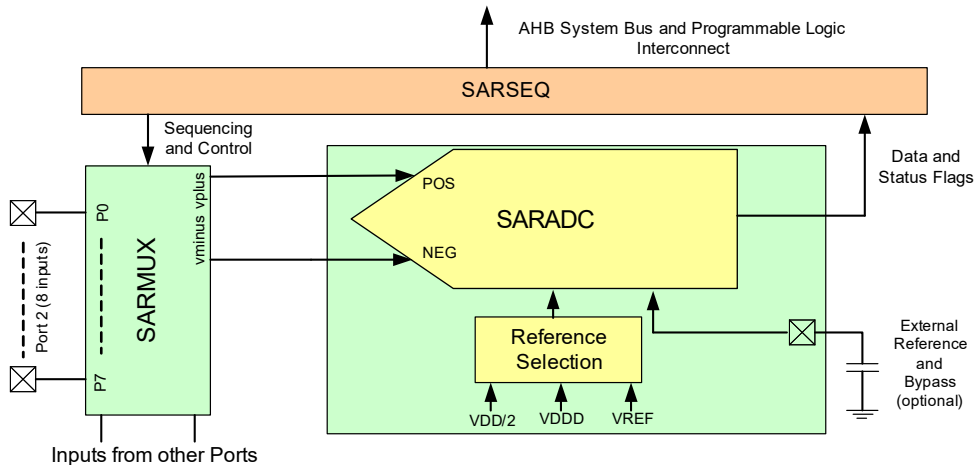 AHB System Bus and Programmable Logic
Interconnect
SARSEQ
Sequencing
and Control
Data and
Status Flags
vminus vplus
POS
P0
SARADC
Port 2 (8 inputs)
SARMUX
NEG
P7
Reference
Selection
External
Reference
and
Bypass
(optional)
VDD/2
VDDD
VREF
Inputs from other Ports